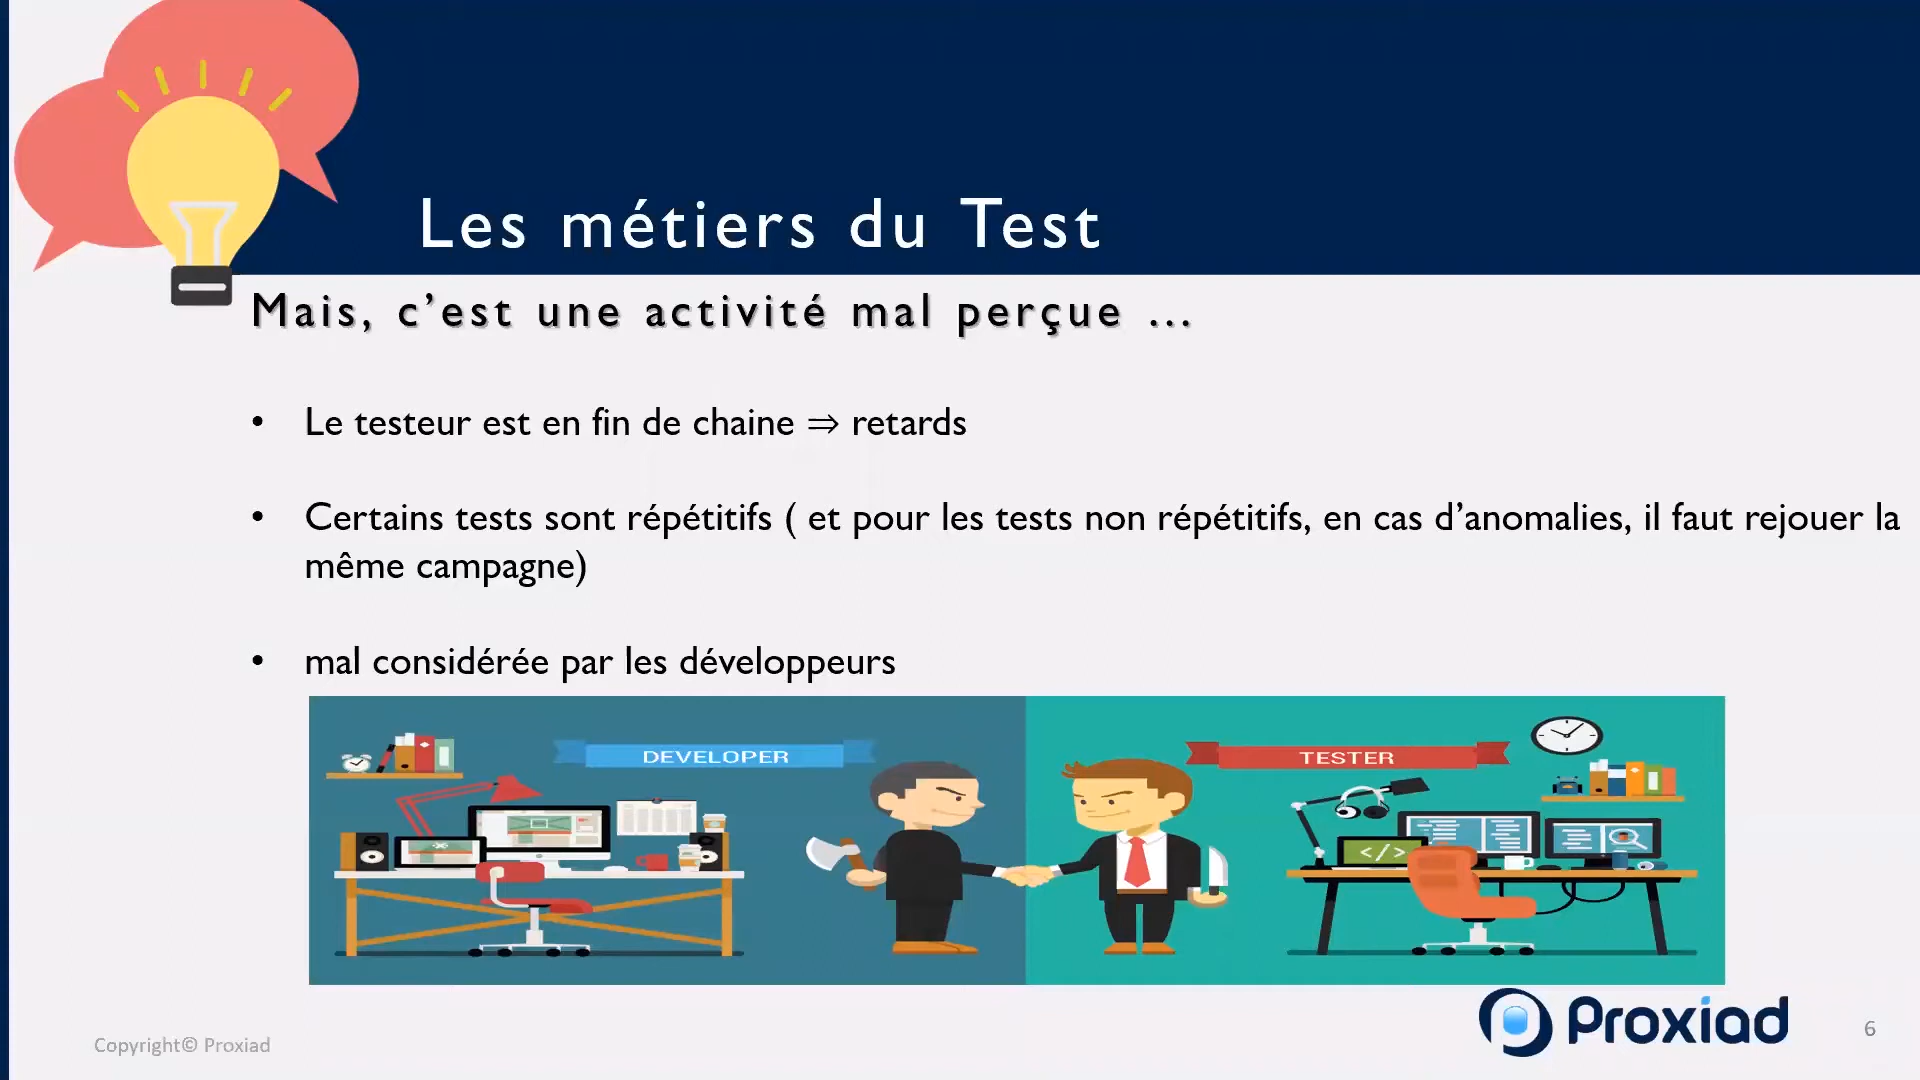 Les métiers du Test
Mais, c’est une activité mal perçue …
• Le testeur est en fin de chaine ⇒ retards
• Certains tests sont répétitifs ( et pour les tests non répétitifs, en cas d’anomalies, il faut rejouer la
même campagne)
• mal considérée par les développeurs
DEVELOPER
TESTER
</>
Proxiad
Copyright© Proxiad
6